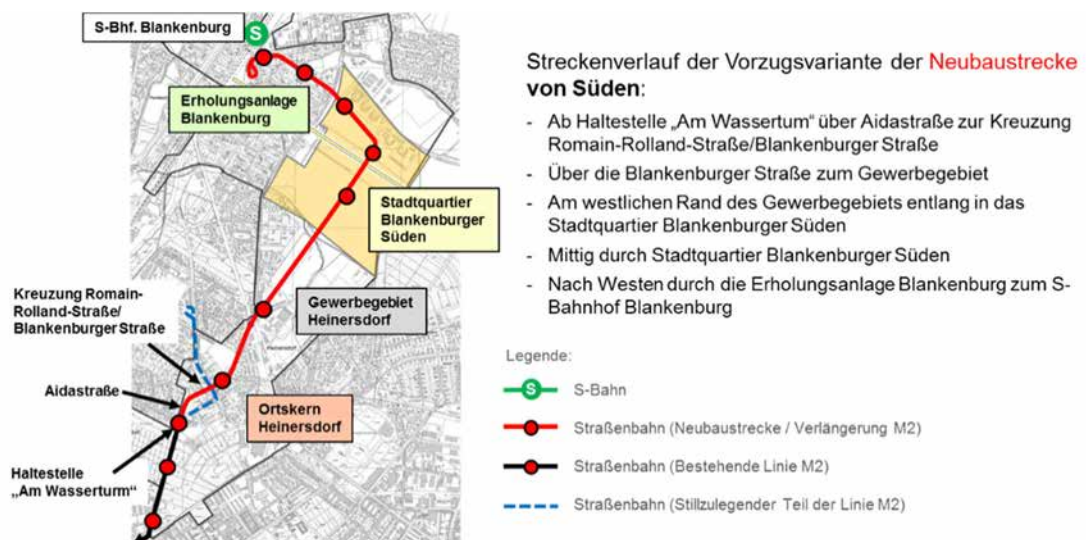 S-Bhf. Blankenburg
S
Erholungsanlage
Blankenburg
Stadtquartier
Blankenburger
Süden
Kreuzung Romain-
Rolland-Straße/
Blankenburger Straße
Gewerbegebiet
Heinersdorf
Aidastraße
Ortskern
Heinersdorf
Haltestelle
„Am Wasserturm“
Streckenverlauf der Vorzugsvariante der Neubaustrecke
von Süden:
- Ab Haltestelle „Am Wassertum“ über Aidastraße zur Kreuzung
Romain-Rolland-Straße/Blankenburger Straße
- Über die Blankenburger Straße zum Gewerbegebiet
- Am westlichen Rand des Gewerbegebiets entlang in das
Stadtquartier Blankenburger Süden
- Mittig durch Stadtquartier Blankenburger Süden
- Nach Westen durch die Erholungsanlage Blankenburg zum S-
Bahnhof Blankenburg
Legende:
S S-Bahn
Straßenbahn (Neubaustrecke / Verlängerung M2)
Straßenbahn (Bestehende Linie M2)
Straßenbahn (Stillzulegender Teil der Linie M2)